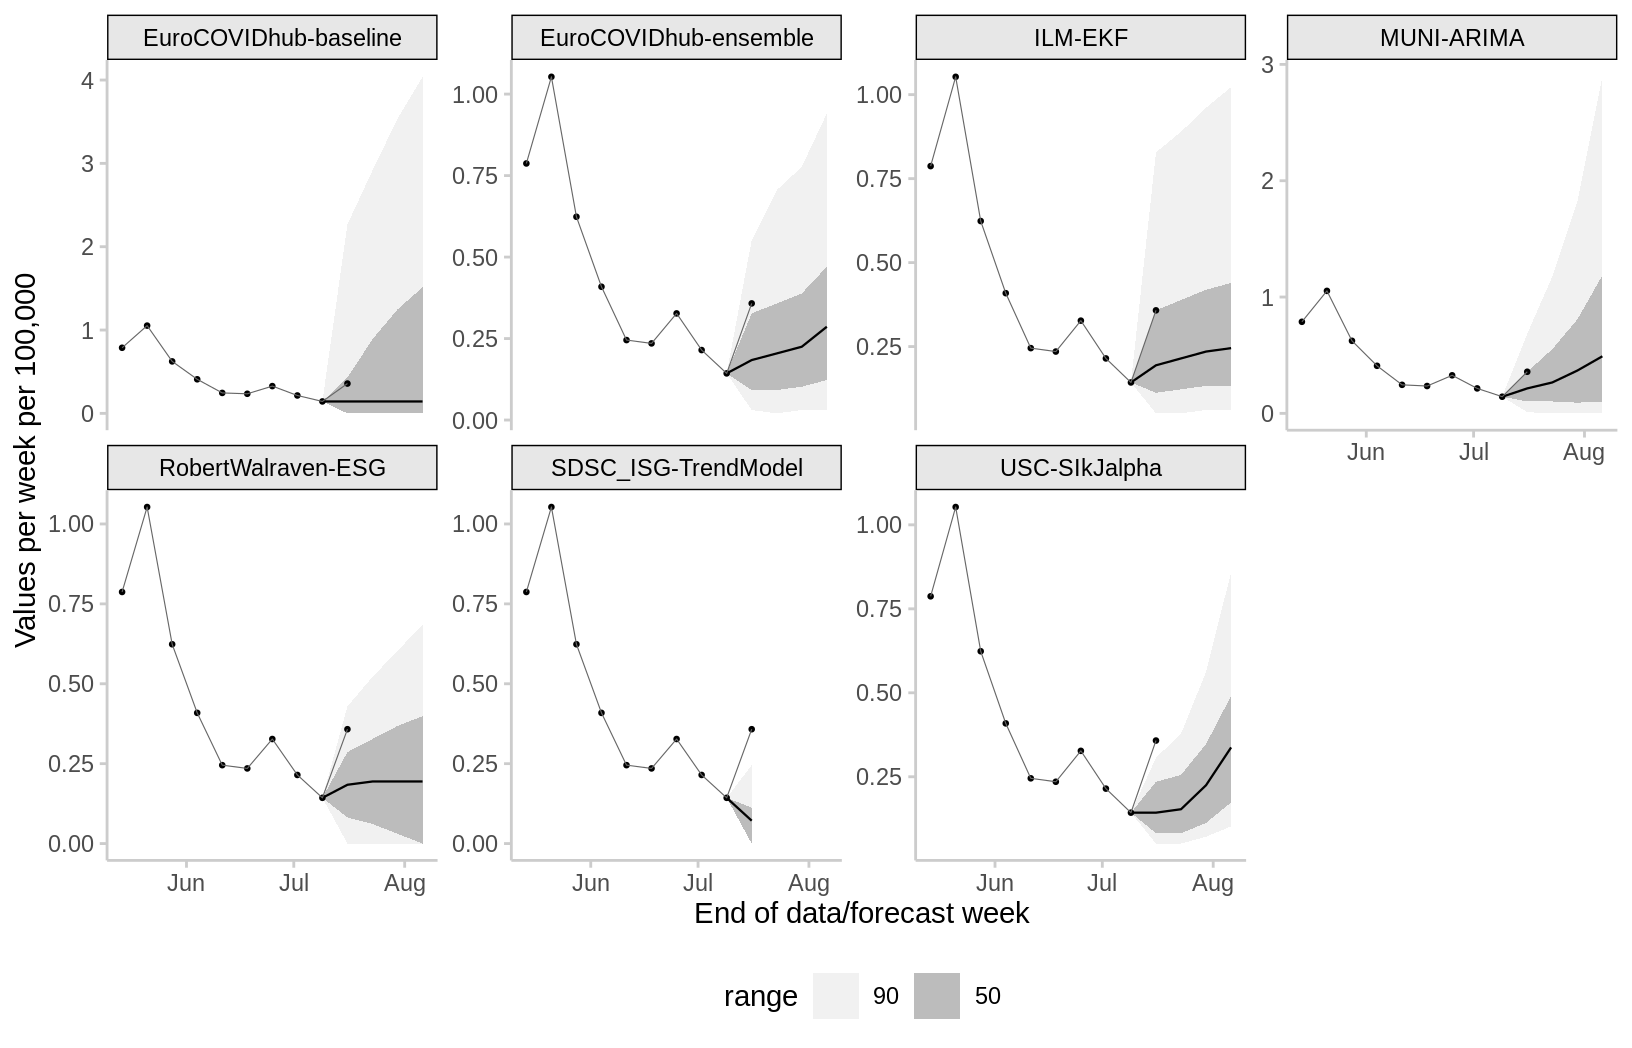 EuroCOVIDhub-baseline
EuroCOVIDhub-ensemble
ILM-EKF
MUNI-ARIMA
4
3
2
1
0
1.00
0.75
0.50
0.25
0.00
1.00
0.75
0.50
0.25
3
2
1
0
Jun Jul Aug
Values per week per 100,000
RobertWalraven-ESG
SDSC_ISG-TrendModel
USC-SIkJalpha
1.00
0.75
0.50
0.25
0.00
1.00
0.75
0.50
0.25
0.00
1.00
0.75
0.50
0.25
Jun Jul Aug
Jun Jul Aug
Jun Jul Aug
End of data/forecast week
range 90 50